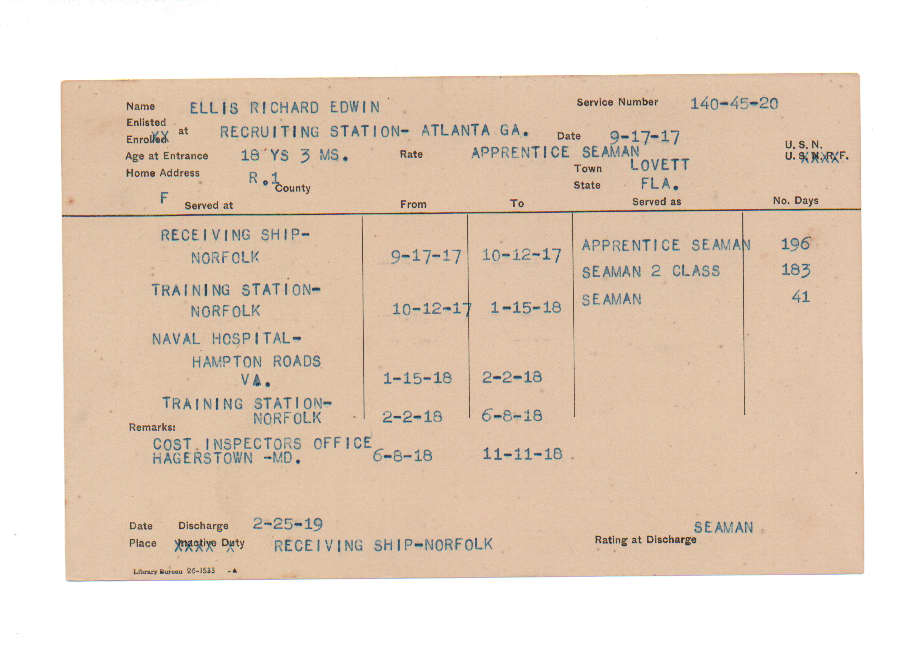 Name ELLIS RICHARD EDWIN Service Number 140-45-20
Enlisted
Enrolled at RECRUITING STATION- ATLANTA GA. Date 9-17-17 U. S. N.
Age at Entrance 18 YS 3 MS. Rate APPRENTICE SEAMAN U. S. N. R. F.
Home Address R.1 County Town LOVETT
State FLA.
F Served at From To Served as No. Days
RECEIVING SHIP-
NORFOLK 9-17-17 10-12-17 APPRENTICE SEAMAN 196
SEAMAN 2 CLASS 183
TRAINING STATION-
NORFOLK 10-12-17 1-15-18 SEAMAN 41
NAVAL HOSPITAL-
HAMPTON ROADS
VA. 1-15-18 2-2-18
TRAINING STATION-
NORFOLK 2-2-18 6-8-18
Remarks:
COST INSPECTORS OFFICE
HAGERSTOWN -MD. 6-8-18 11-11-18 .
Date Discharge 2-25-19 SEAMAN
Place Inactive Duty RECEIVING SHIP-NORFOLK Rating at Discharge
Library Bureau 26-1535 -A